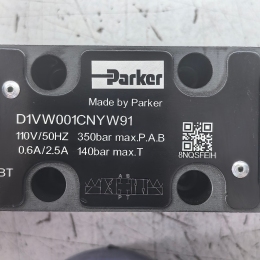 Parker
Made by Parker
D1VW001CNYW91
110V/50HZ 350bar max.P.A.B
0.6A/2.5A 140bar max.T
8NQSFEIH
BT